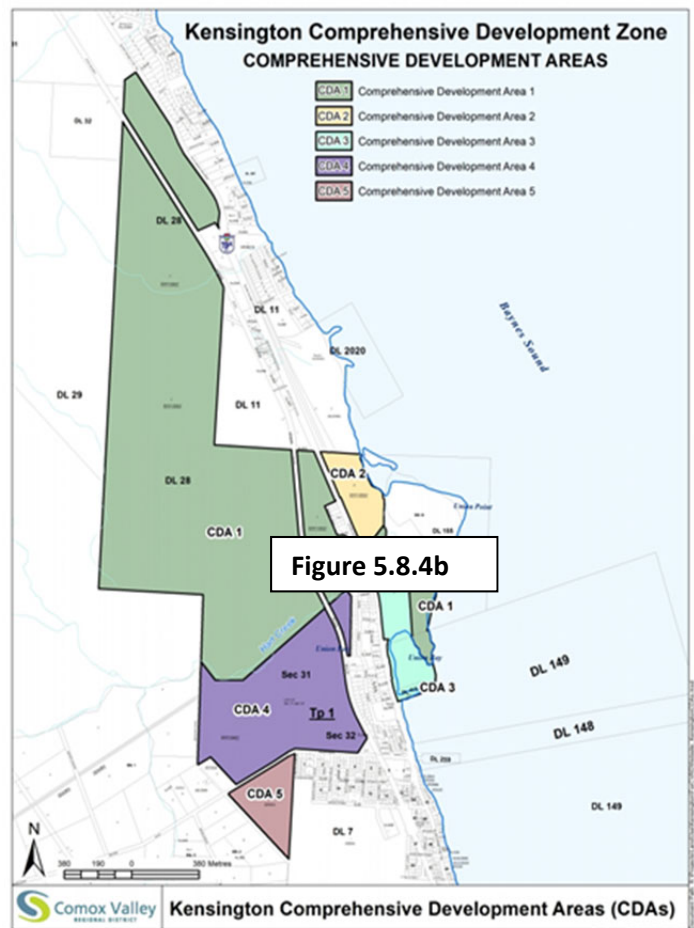 Kensington Comprehensive Development Zone
COMPREHENSIVE DEVELOPMENT AREAS
CDA 1 Comprehensive Development Area 1
CDA 2 Comprehensive Development Area 2
CDA 3 Comprehensive Development Area 3
CDA 4 Comprehensive Development Area 4
CDA 5 Comprehensive Development Area 5
DL 32
DL 28
DL 11
Baynes Sound
DL 2020
DL 29
DL 11
CDA 2
DL 28
Union Point
CDA 1
DL 188
Figure 5.8.4b
CDA 1
Hart Creek
Union Bay
DL 149
Sec 31
CDA 3
CDA 4
Tp 1
DL 148
Sec 32
CDA 5
DL 149
DL 7
N
380 190 0 380 Metres
Comox Valley
REGIONAL DISTRICT
Kensington Comprehensive Development Areas (CDAs)